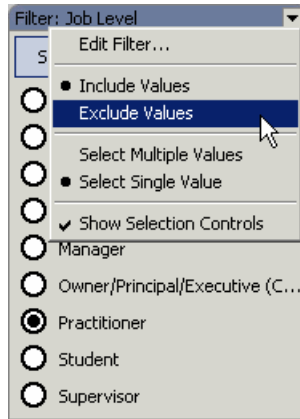 Filter: Job Level
S
Edit Filter...
Include Values
Exclude Values
Select Multiple Values
Select Single Value
Show Selection Controls
Manager
Owner/Principal/Executive (C...
Practitioner
Student
Supervisor